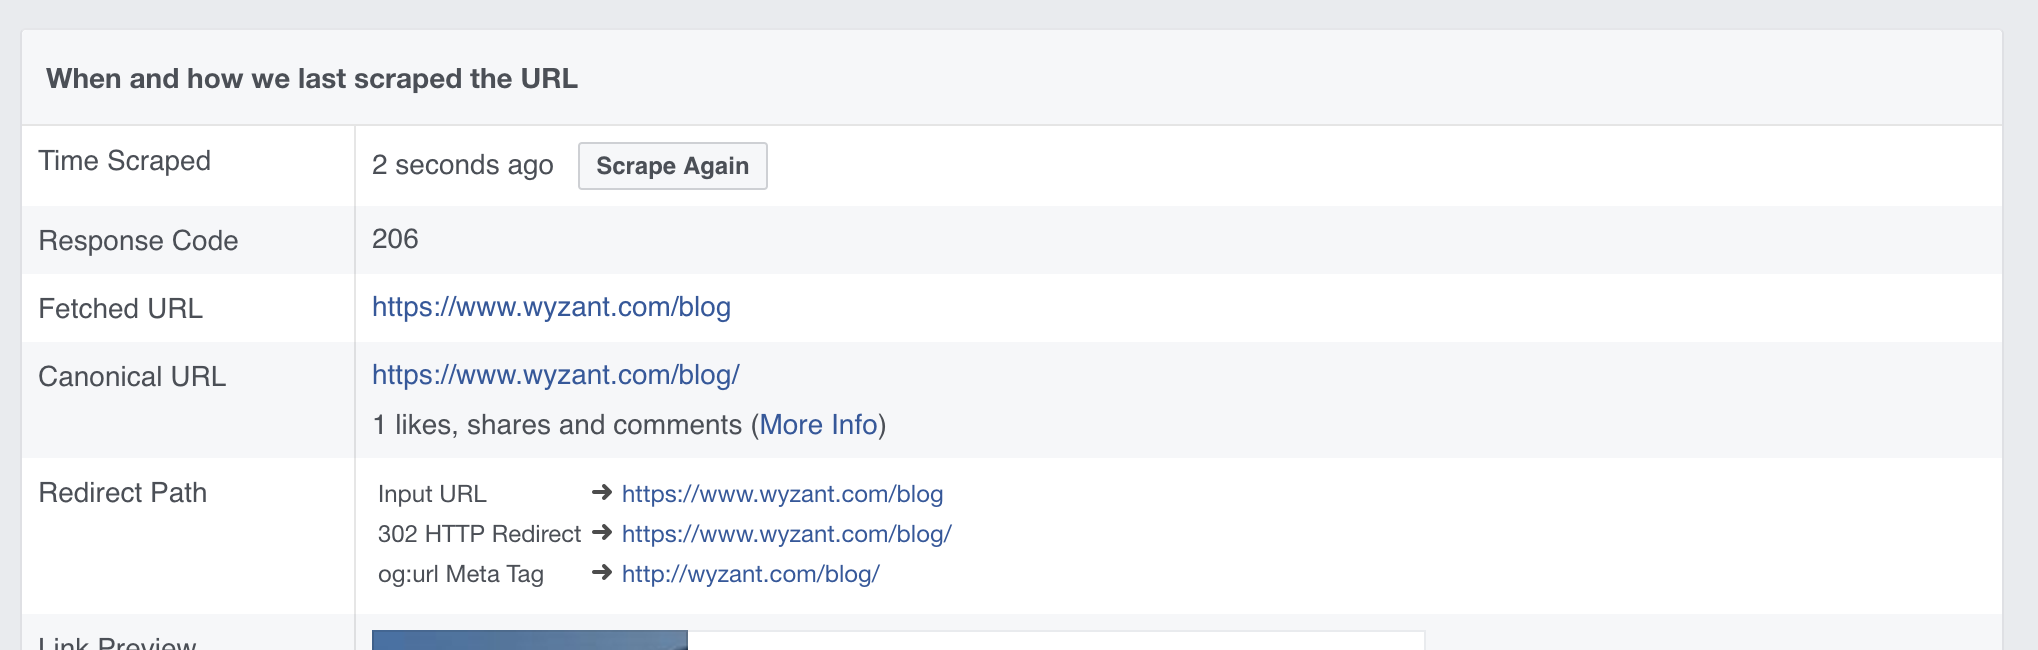 When and how we last scraped the URL
Time Scraped
2 seconds ago
Scrape Again
Response Code
206
Fetched URL
https://www.wyzant.com/blog
Canonical URL
https://www.wyzant.com/blog/
1 likes, shares and comments (More Info)
Redirect Path
Input URL ➔ https://www.wyzant.com/blog
302 HTTP Redirect ➔ https://www.wyzant.com/blog/
og:url Meta Tag ➔ http://wyzant.com/blog/
Link Preview